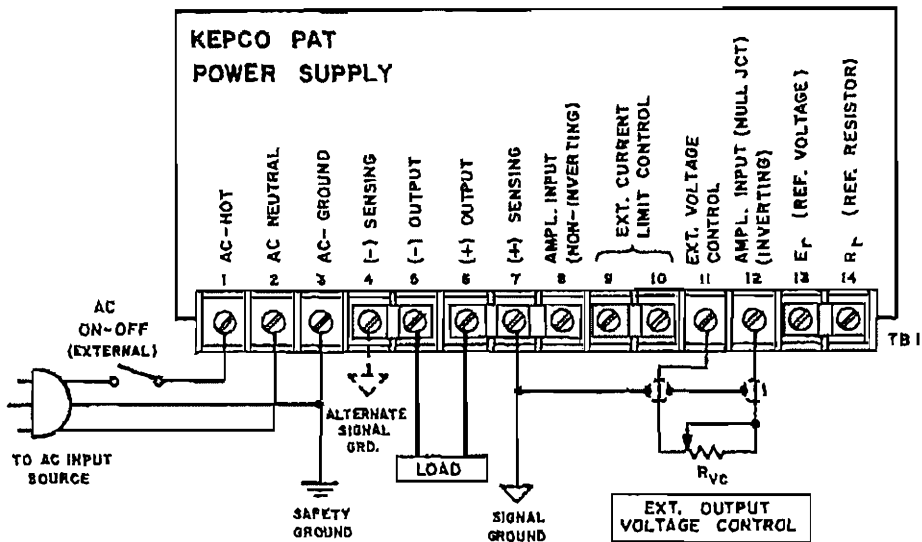 KEPCO PAT
POWER SUPPLY
AC-HOT
AC NEUTRAL
AC-GROUND
(-) SENSING
(-) OUTPUT
(+) OUTPUT
(+) SENSING
AMPL. INPUT
(NON-INVERTING)
EXT. CURRENT
LIMIT CONTROL
EXT. VOLTAGE
CONTROL
AMPL. INPUT (NULL JCT)
(INVERTING)
Er (REF. VOLTAGE)
Rr (REF. RESISTOR)
1 2 3 4 5 6 7 8 9 10 11 12 13 14
TB1
AC
ON-OFF
(EXTERNAL)
TO AC INPUT
SOURCE
ALTERNATE
SIGNAL
GRD.
LOAD
SAFETY
GROUND
SIGNAL
GROUND
RVC
EXT. OUTPUT
VOLTAGE CONTROL